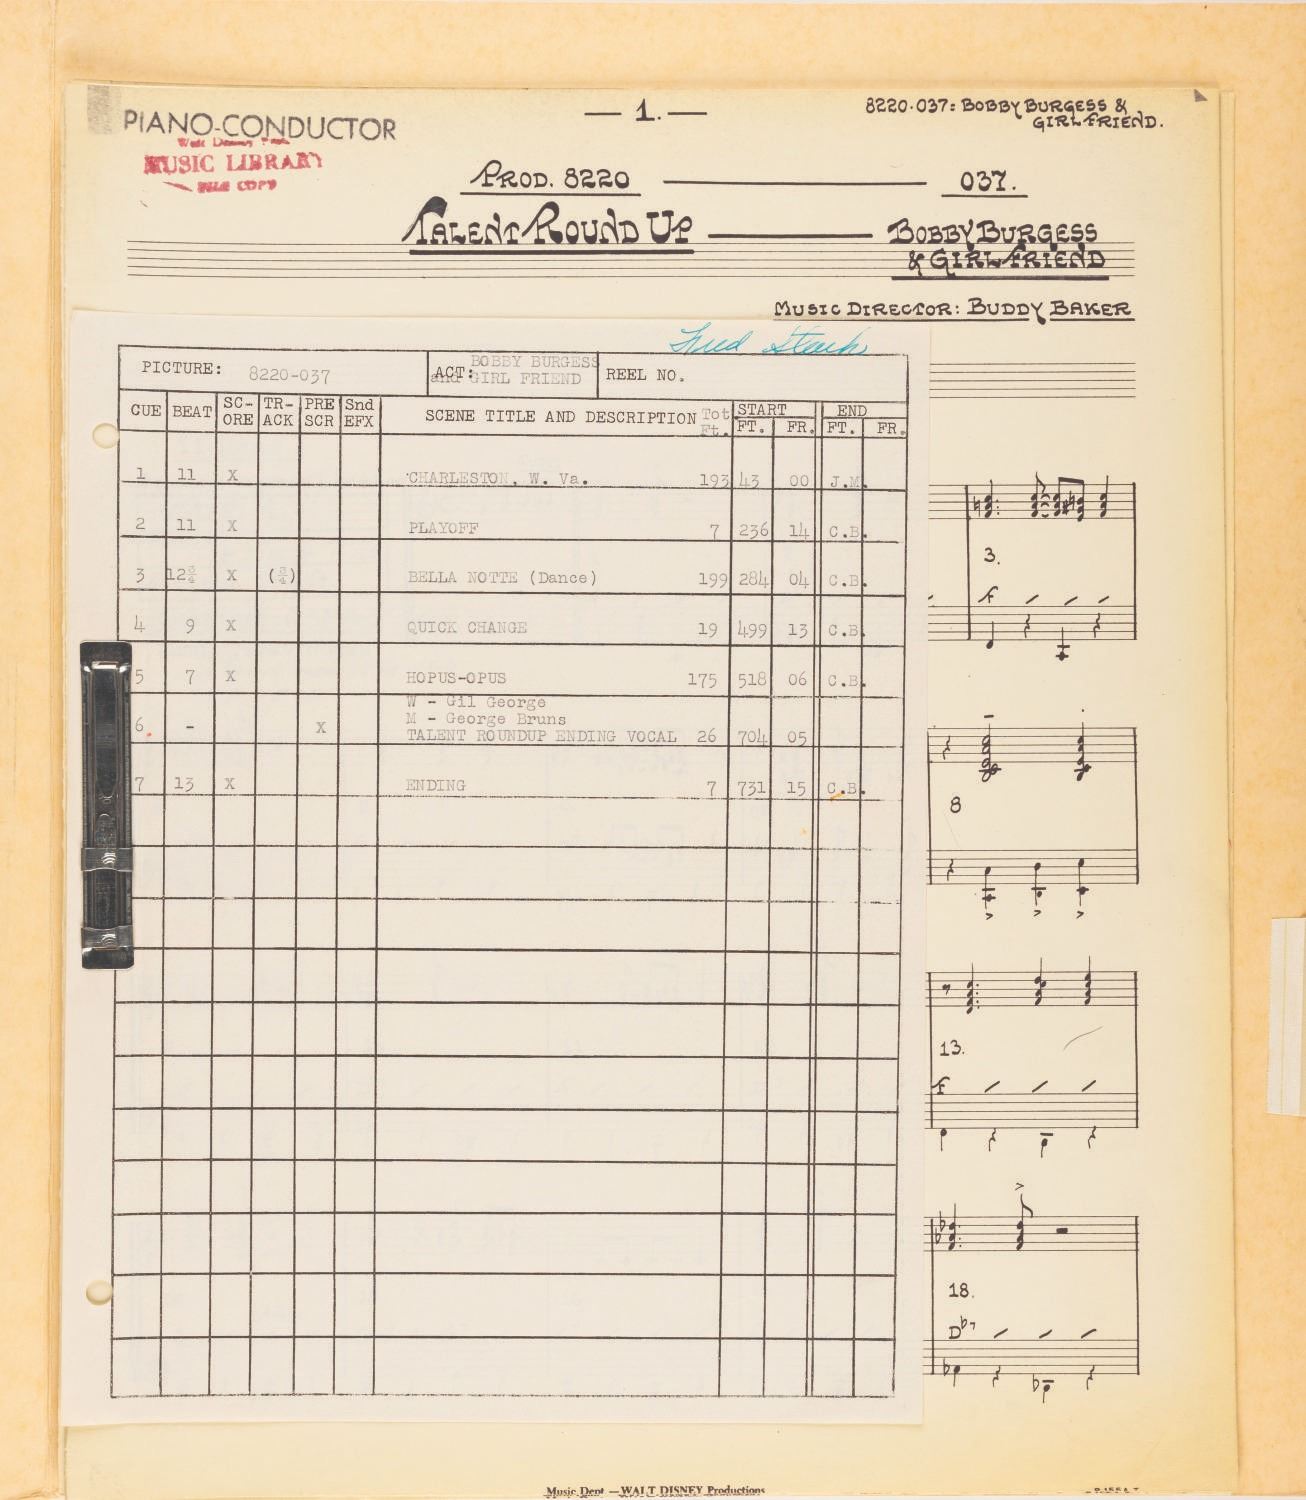 PIANO-CONDUCTOR
— 1. —
8220-037: BOBBY BURGESS &
GIRL FRIEND.
MUSIC LIBRARY
FILE COPY
PROD. 8220 037.
TALENT ROUND UP BOBBY BURGESS
& GIRL FRIEND
MUSIC DIRECTOR: BUDDY BAKER
PICTURE: 8220-037 ACT: BOBBY BURGESS and GIRL FRIEND REEL NO.
CUE BEAT SC-ORE TR-ACK PRE SCR Snd EFX SCENE TITLE AND DESCRIPTION Tot Ft. START FT. FR. END FT. FR.
1 11 X CHARLESTON, W. Va. 193 43 00 J.M.
2 11 X PLAYOFF 7 236 14 C.B.
3 12¾ X (¾) BELLA NOTTE (Dance) 199 284 04 C.B.
4 9 X QUICK CHANGE 19 499 13 C.B.
5 7 X HOPUS-OPUS 175 518 06 C.B.
W - Gil George
M - George Bruns
6 - X TALENT ROUNDUP ENDING VOCAL 26 704 05
7 13 X ENDING 7 731 15 C.B.
3.
f
8
13.
f
18.
D♭7
Music Dept.—WALT DISNEY Productions